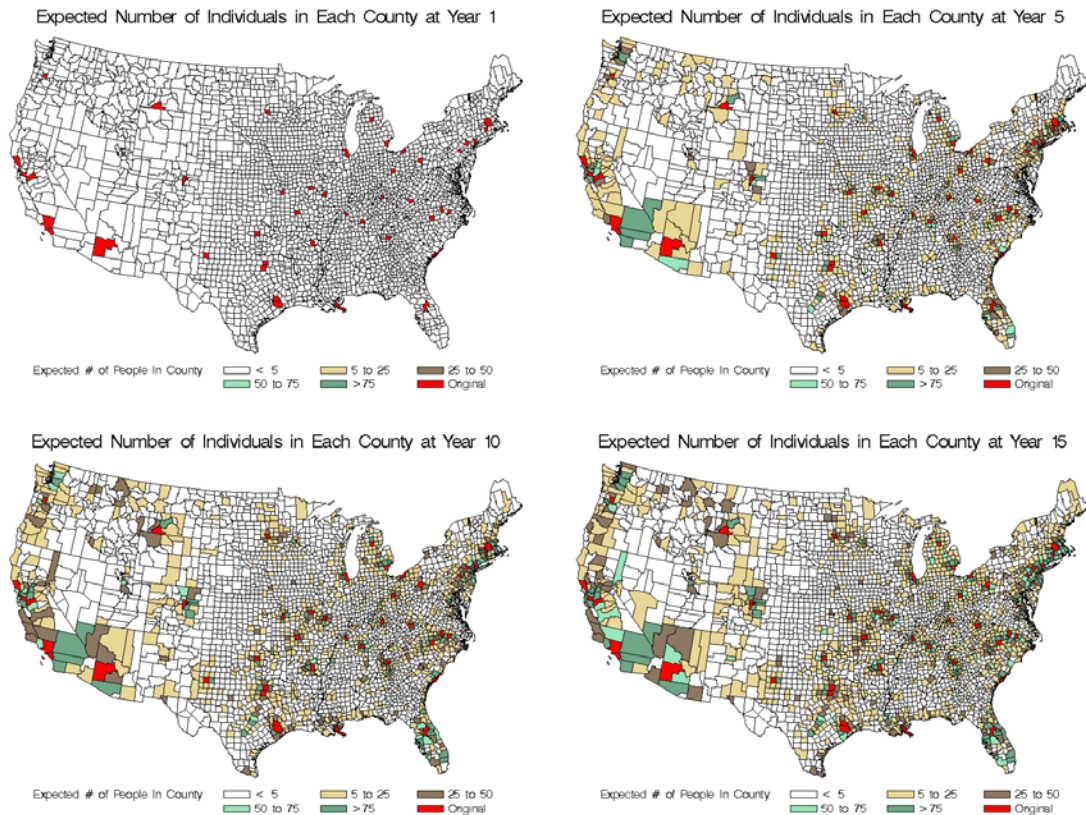 Expected Number of Individuals in Each County at Year 1
Expected # of People In County
< 5
5 to 25
25 to 50
50 to 75
>75
Original
Expected Number of Individuals in Each County at Year 5
Expected # of People In County
< 5
5 to 25
25 to 50
50 to 75
>75
Original
Expected Number of Individuals in Each County at Year 10
Expected # of People In County
< 5
5 to 25
25 to 50
50 to 75
>75
Original
Expected Number of Individuals in Each County at Year 15
Expected # of People In County
< 5
5 to 25
25 to 50
50 to 75
>75
Original